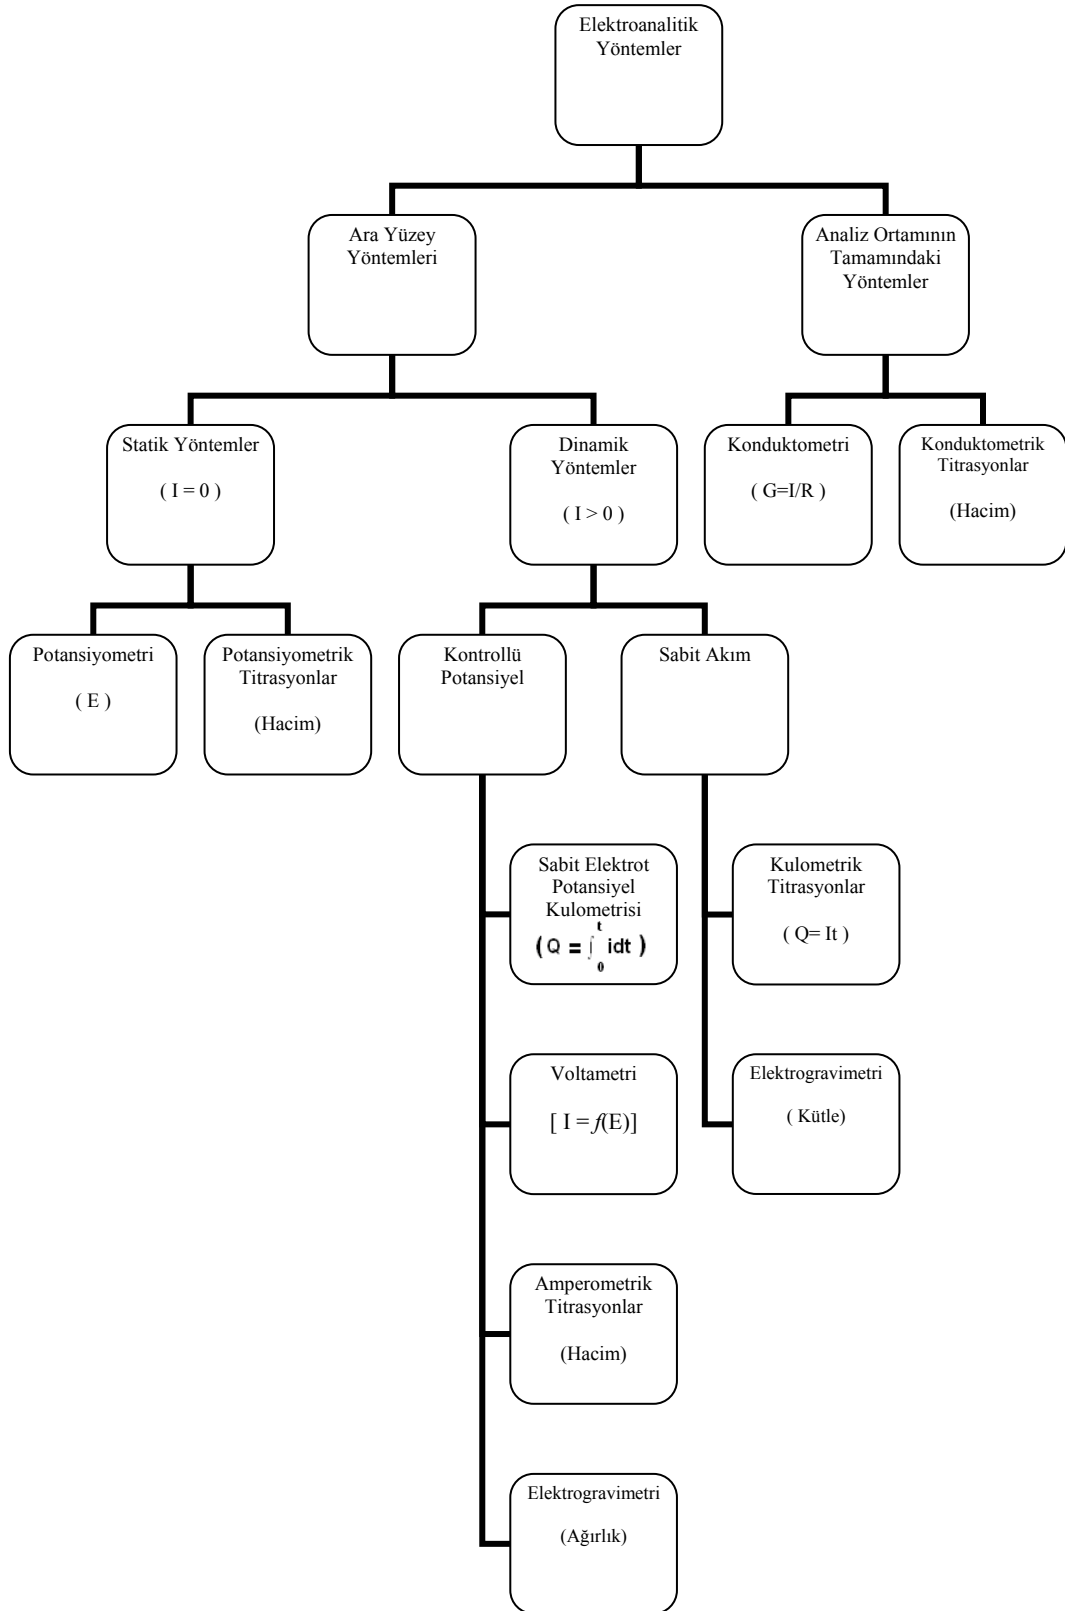 Elektroanalitik
Yöntemler
Ara Yüzey
Yöntemleri
Analiz Ortamının
Tamamındaki
Yöntemler
Statik Yöntemler
( I = 0 )
Dinamik
Yöntemler
( I > 0 )
Konduktometri
( G=I/R )
Konduktometrik
Titrasyonlar
(Hacim)
Potansiyometri
( E )
Potansiyometrik
Titrasyonlar
(Hacim)
Kontrollü
Potansiyel
Sabit Akım
Sabit Elektrot
Potansiyel
Kulometrisi
( Q = ∫₀ᵗ idt )
Kulometrik
Titrasyonlar
( Q= It )
Voltametri
[ I = f(E)]
Elektrogravimetri
( Kütle)
Amperometrik
Titrasyonlar
(Hacim)
Elektrogravimetri
(Ağırlık)